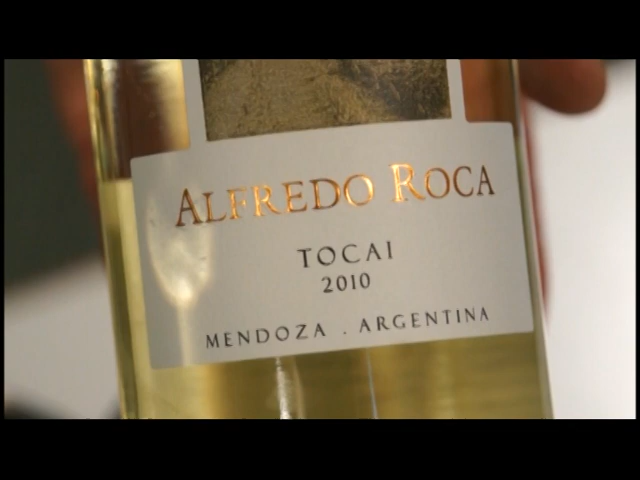 ALFREDO ROCA
TOCAI
2010
MENDOZA . ARGENTINA